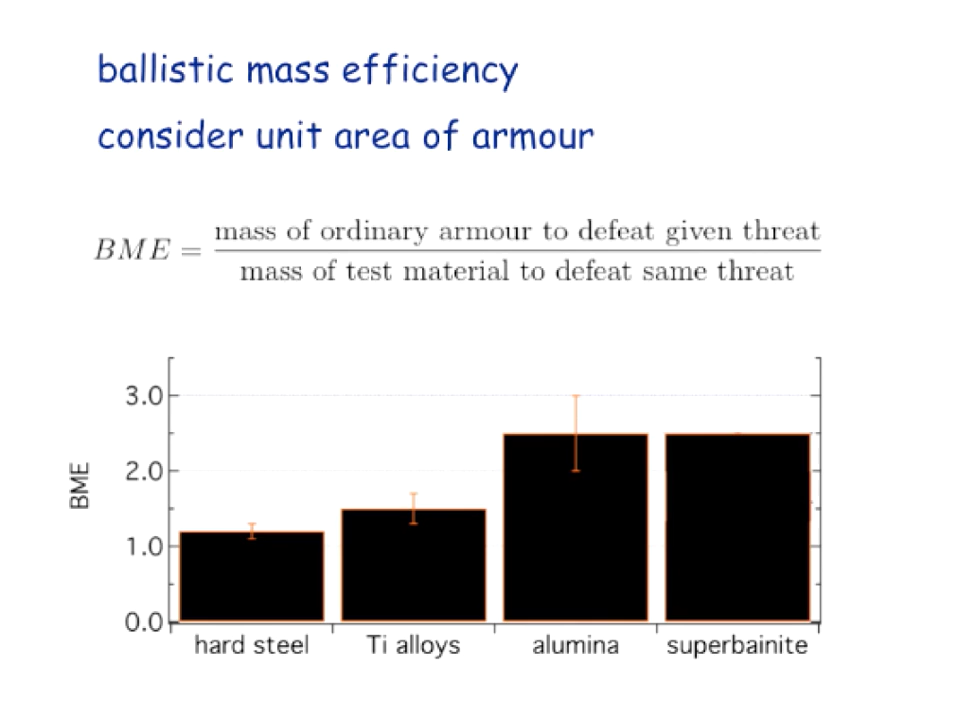 ballistic mass efficiency
consider unit area of armour
BME = mass of ordinary armour to defeat given threat
mass of test material to defeat same threat
3.0
2.0
1.0
0.0
BME
hard steel Ti alloys alumina superbainite